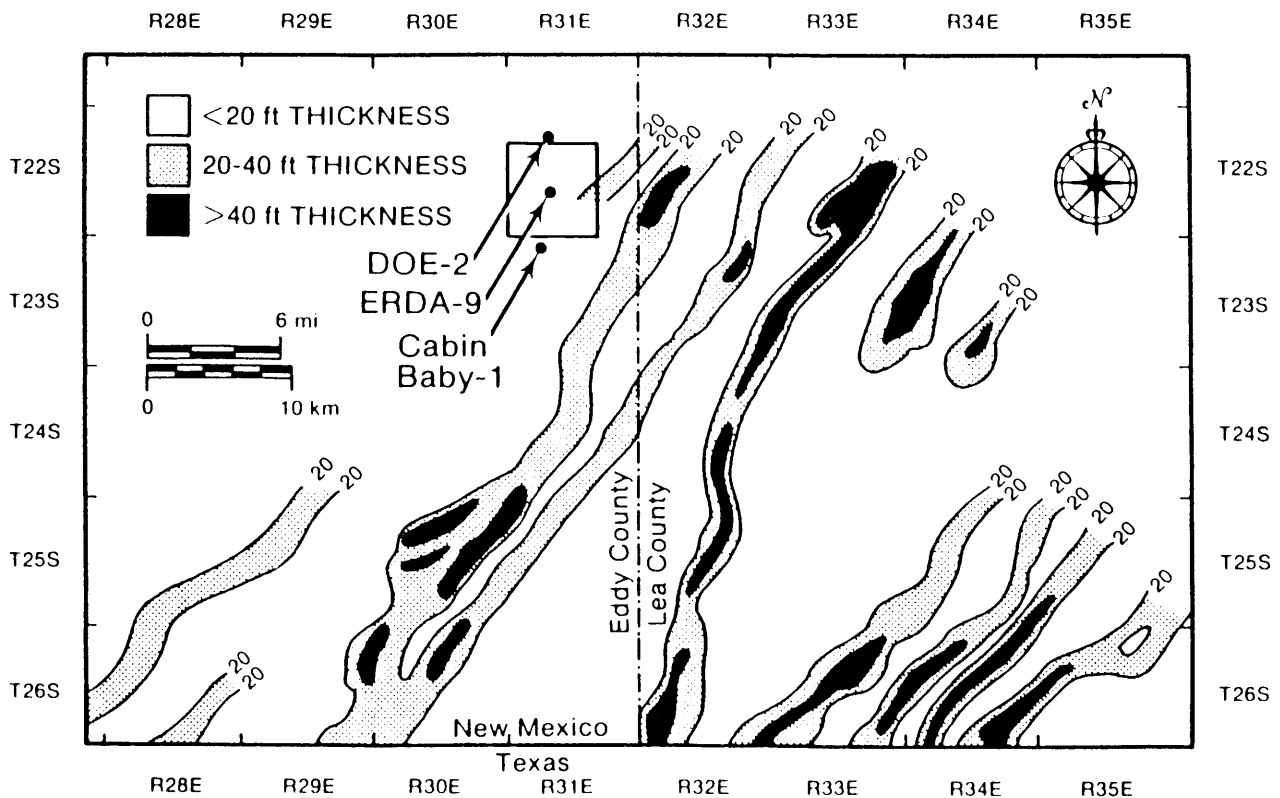 R28E R29E R30E R31E R32E R33E R34E R35E
N
<20 ft THICKNESS
20-40 ft THICKNESS
>40 ft THICKNESS
T22S
T22S
20 20 20 20 20 20 20 20
DOE-2
ERDA-9
Cabin
Baby-1
T23S
T23S
20 20
20 20
0 6 mi
0 10 km
T24S
T24S
20 20
20 20 20 20 20 20
20
Eddy County
Lea County
T25S
T25S
T26S
T26S
20
20
New Mexico
Texas
R28E R29E R30E R31E R32E R33E R34E R35E